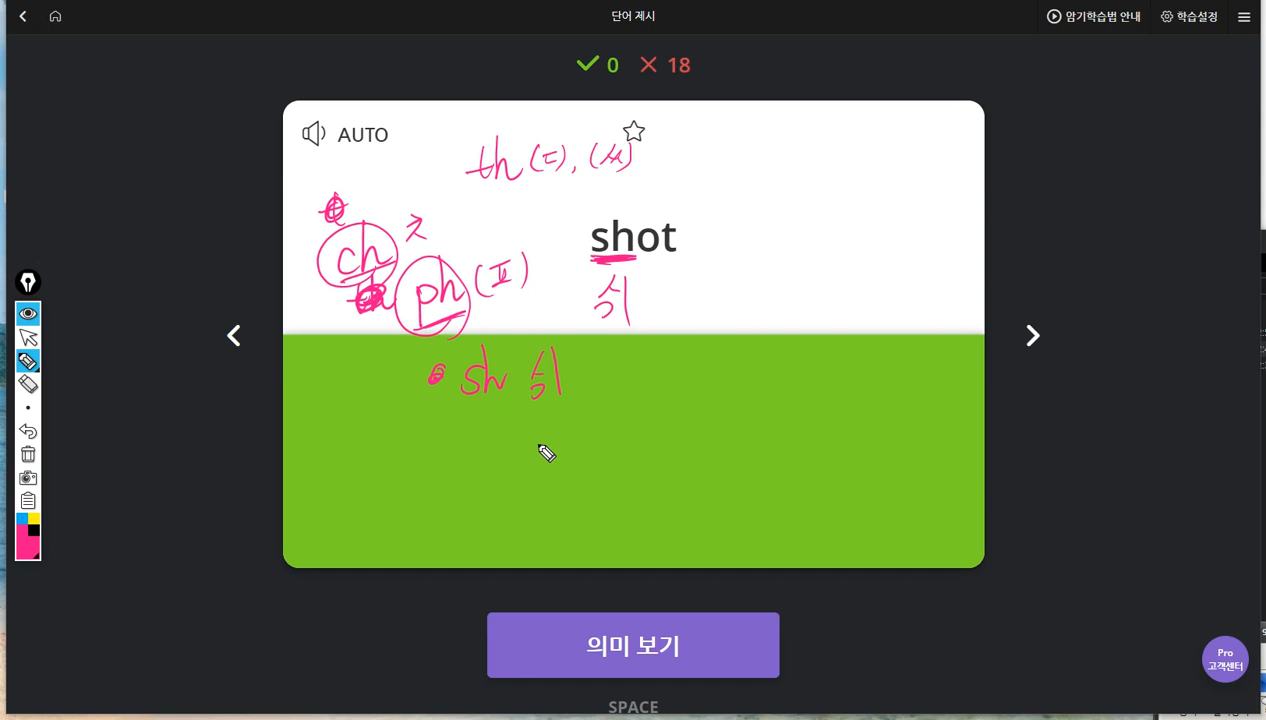 단어 제시
암기학습법 안내
학습설정
0
18
AUTO
th (ㄷ), (ㅆ)
ch ㅊ
ph (ㅍ)
shot
쉬
sh 쉬
의미 보기
SPACE
Pro
고객센터